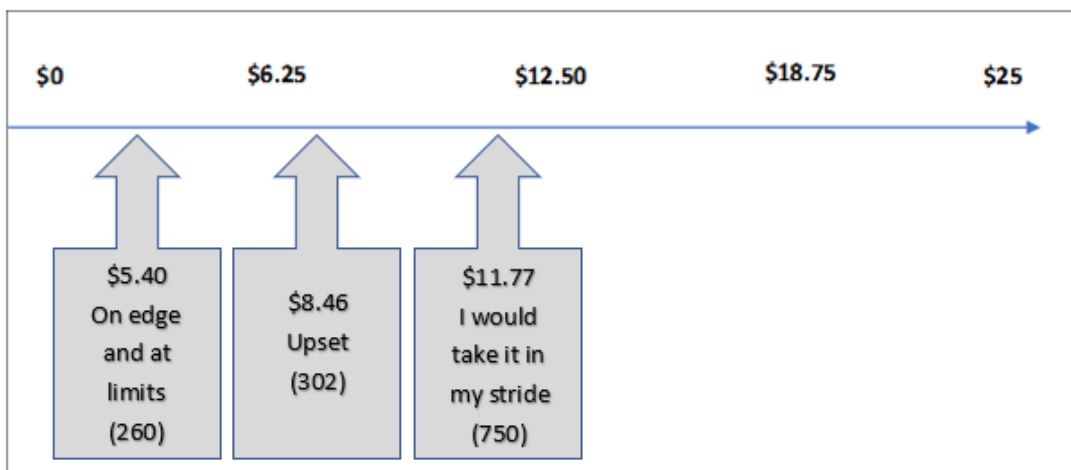 $0 $6.25 $12.50 $18.75 $25
$5.40
On edge
and at
limits
(260)
$8.46
Upset
(302)
$11.77
I would
take it in
my stride
(750)